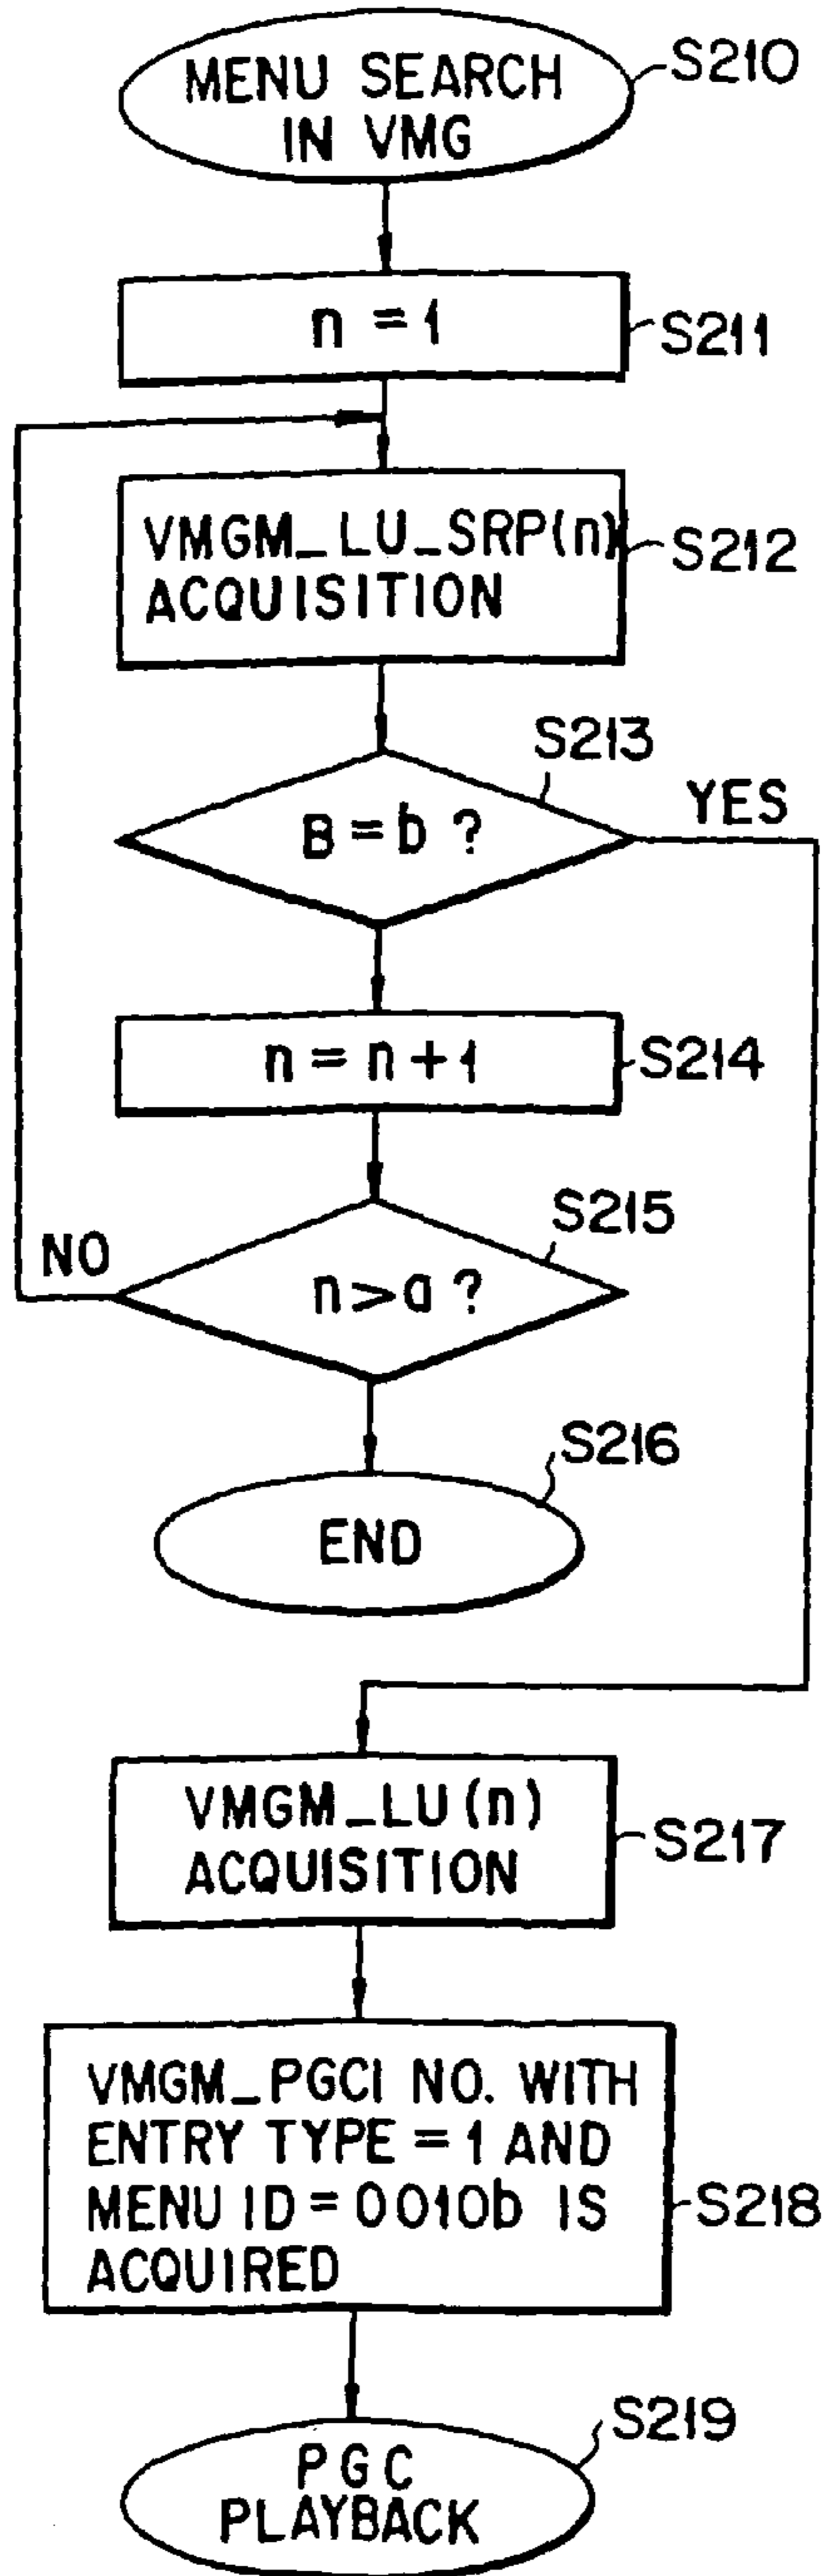 MENU SEARCH
IN VMG
S210
n = 1
S211
VMGM_LU_SRP(n)
ACQUISITION
S212
S213
B = b ?
YES
n = n + 1
S214
S215
NO
n > a ?
S216
END
VMGM_LU (n)
ACQUISITION
S217
VMGM_PGCI NO. WITH
ENTRY TYPE = 1 AND
MENU ID = 0010b IS
ACQUIRED
S218
S219
PGC
PLAYBACK